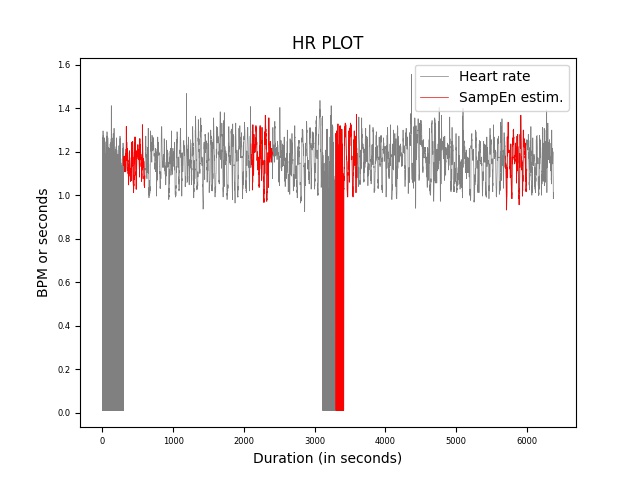 HR PLOT
Heart rate
SampEn estim.
BPM or seconds
1.6
1.4
1.2
1.0
0.8
0.6
0.4
0.2
0.0
0 1000 2000 3000 4000 5000 6000
Duration (in seconds)